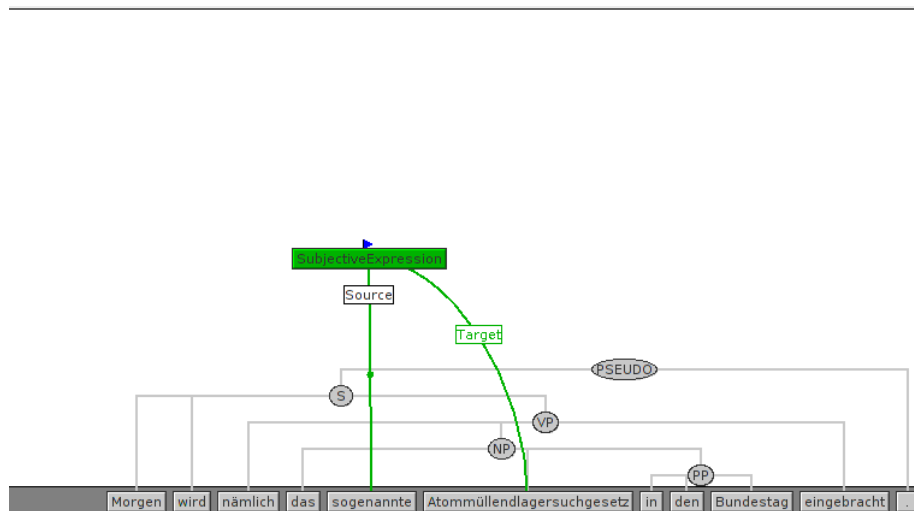 SubjectiveExpression
Source
Target
PSEUDO
S
VP
NP
PP
Morgen wird nämlich das sogenannte Atommüllendlagersuchgesetz in den Bundestag eingebracht .